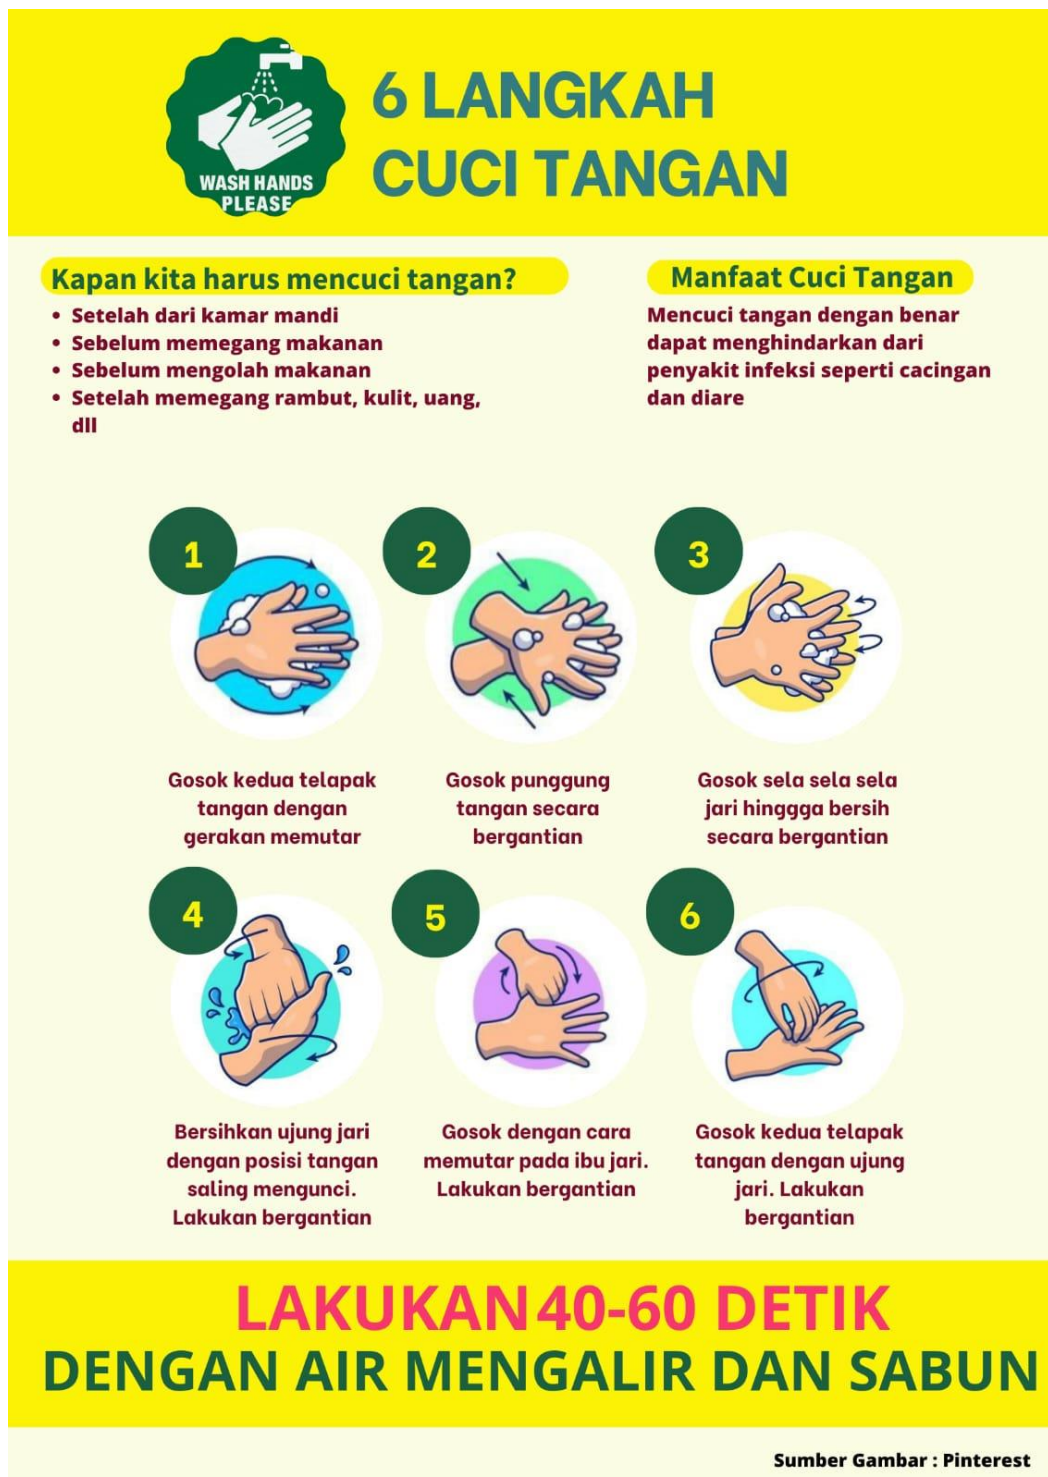 WASH HANDS
PLEASE
6 LANGKAH
CUCI TANGAN
Kapan kita harus mencuci tangan?
• Setelah dari kamar mandi
• Sebelum memegang makanan
• Sebelum mengolah makanan
• Setelah memegang rambut, kulit, uang,
dll
Manfaat Cuci Tangan
Mencuci tangan dengan benar
dapat menghindarkan dari
penyakit infeksi seperti cacingan
dan diare
1
Gosok kedua telapak
tangan dengan
gerakan memutar
2
Gosok punggung
tangan secara
bergantian
3
Gosok sela sela sela
jari hinggga bersih
secara bergantian
4
Bersihkan ujung jari
dengan posisi tangan
saling mengunci.
Lakukan bergantian
5
Gosok dengan cara
memutar pada ibu jari.
Lakukan bergantian
6
Gosok kedua telapak
tangan dengan ujung
jari. Lakukan
bergantian
LAKUKAN 40-60 DETIK
DENGAN AIR MENGALIR DAN SABUN
Sumber Gambar : Pinterest